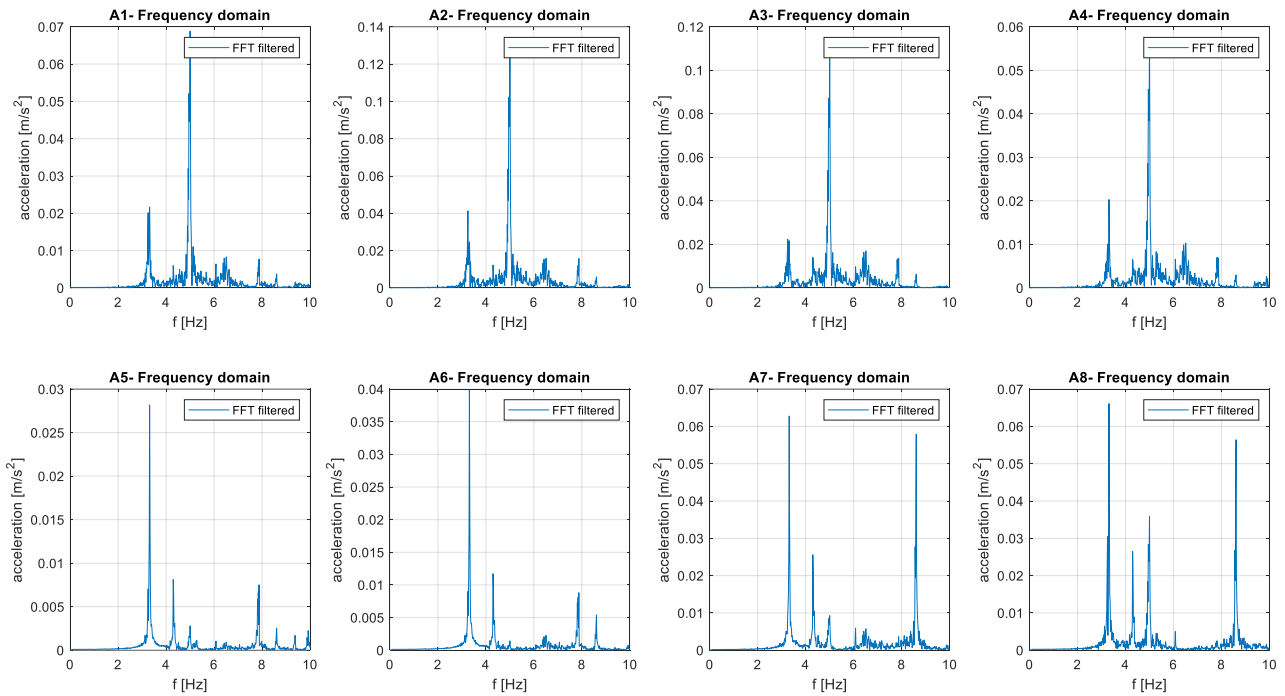 A1- Frequency domain
FFT filtered
acceleration [m/s²]
0.07
0.06
0.05
0.04
0.03
0.02
0.01
0
0 2 4 6 8 10
f [Hz]
A2- Frequency domain
FFT filtered
acceleration [m/s²]
0.14
0.12
0.1
0.08
0.06
0.04
0.02
0
0 2 4 6 8 10
f [Hz]
A3- Frequency domain
FFT filtered
acceleration [m/s²]
0.12
0.1
0.08
0.06
0.04
0.02
0
0 2 4 6 8 10
f [Hz]
A4- Frequency domain
FFT filtered
acceleration [m/s²]
0.06
0.05
0.04
0.03
0.02
0.01
0
0 2 4 6 8 10
f [Hz]
A5- Frequency domain
FFT filtered
acceleration [m/s²]
0.03
0.025
0.02
0.015
0.01
0.005
0
0 2 4 6 8 10
f [Hz]
A6- Frequency domain
FFT filtered
acceleration [m/s²]
0.04
0.035
0.03
0.025
0.02
0.015
0.01
0.005
0
0 2 4 6 8 10
f [Hz]
A7- Frequency domain
FFT filtered
acceleration [m/s²]
0.07
0.06
0.05
0.04
0.03
0.02
0.01
0
0 2 4 6 8 10
f [Hz]
A8- Frequency domain
FFT filtered
acceleration [m/s²]
0.07
0.06
0.05
0.04
0.03
0.02
0.01
0
0 2 4 6 8 10
f [Hz]